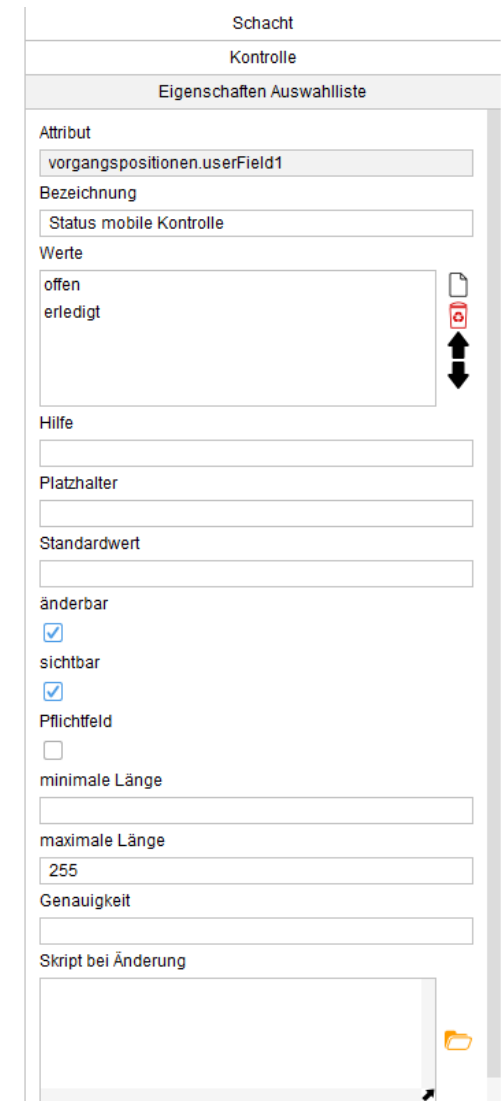 Schacht
Kontrolle
Eigenschaften Auswahlliste
Attribut
vorgangspositionen.userField1
Bezeichnung
Status mobile Kontrolle
Werte
offen
erledigt
Hilfe
Platzhalter
Standardwert
änderbar
sichtbar
Pflichtfeld
minimale Länge
maximale Länge
255
Genauigkeit
Skript bei Änderung